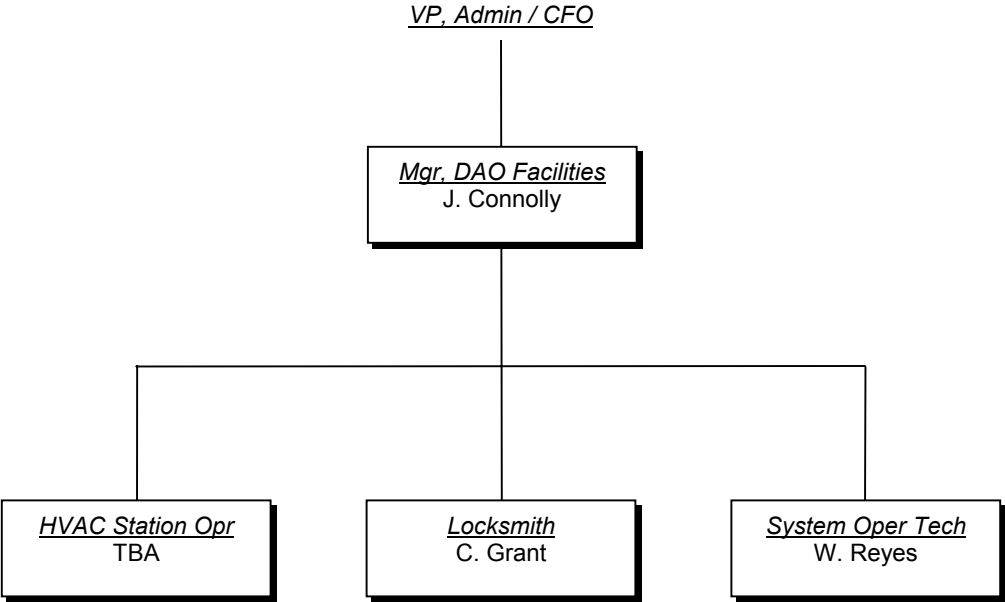 VP, Admin / CFO
Mgr, DAO Facilities
J. Connolly
HVAC Station Opr
TBA
Locksmith
C. Grant
System Oper Tech
W. Reyes